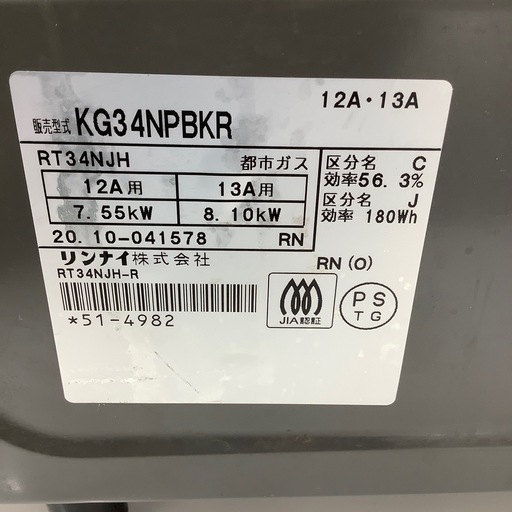 12A・13A
販売型式 KG34NPBKR
RT34NJH 都市ガス
12A用 13A用
7.55kW 8.10kW
区分名 C
効率56.3%
区分名 J
効率 180Wh
20.10-041578 RN
リンナイ株式会社
RN(O)
RT34NJH-R
*51-4982
JIA認証
PS
TG